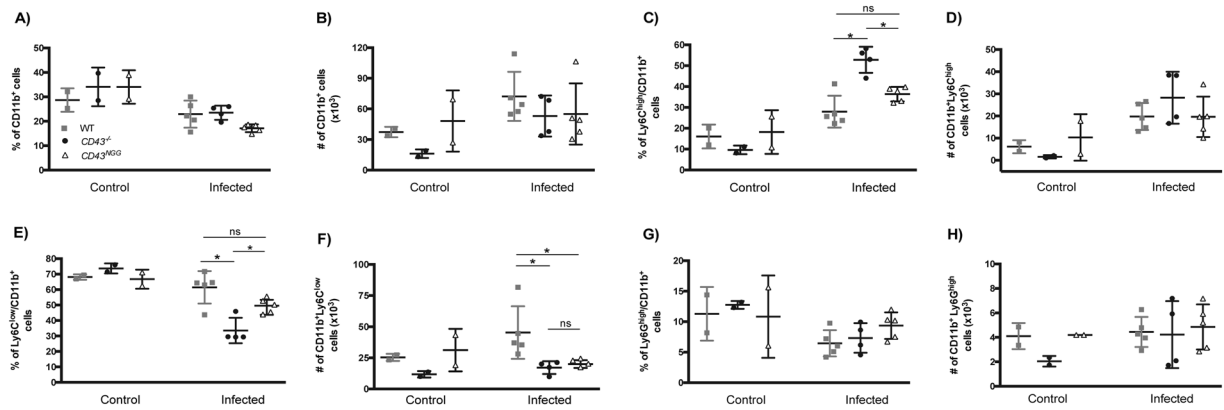 A)
% of CD11b⁺ cells
50
40
30
20
10
0
WT
CD43⁻/⁻
CD43ᴺᴳᴳ
Control
Infected
B)
# of CD11b⁺ cells (x10³)
120
90
60
30
0
Control
Infected
C)
% of Ly6Cʰⁱᵍʰ/CD11b⁺
cells
60
50
40
30
20
10
0
ns
*
*
Control
Infected
D)
# of CD11b⁺Ly6Cʰⁱᵍʰ
cells (x10³)
50
40
30
20
10
0
Control
Infected
E)
% of Ly6Cˡᵒʷ/CD11b⁺
cells
80
70
60
50
40
30
20
10
0
ns
*
*
Control
Infected
F)
# of CD11b⁺Ly6Cˡᵒʷ
cells (x10³)
100
75
50
25
0
*
*
ns
Control
Infected
G)
% of Ly6Gʰⁱᵍʰ/CD11b⁺
cells
20
15
10
5
0
Control
Infected
H)
# of CD11b⁺Ly6Gʰⁱᵍʰ
cells (x10³)
8
6
4
2
0
Control
Infected